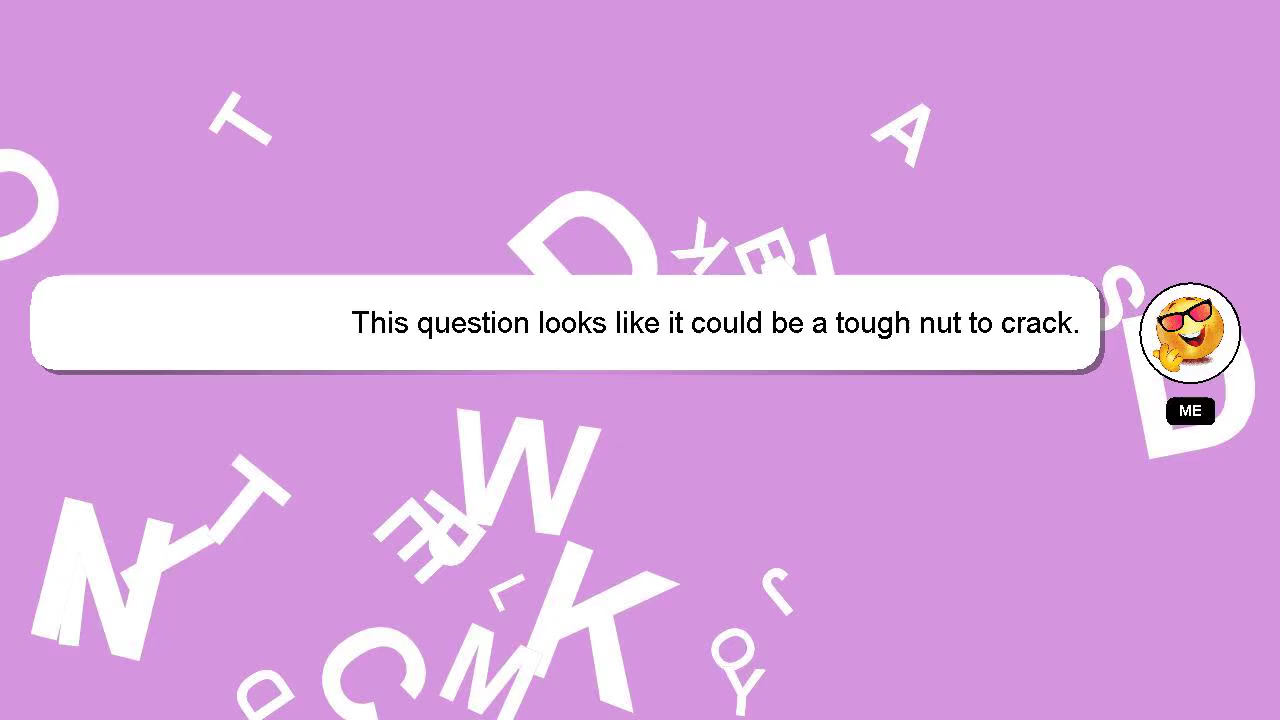 T
A
D
K
B
S
This question looks like it could be a tough nut to crack.
ME
D
W
T
N
Y
E
R
L
K
J
C
M
O
Y
D